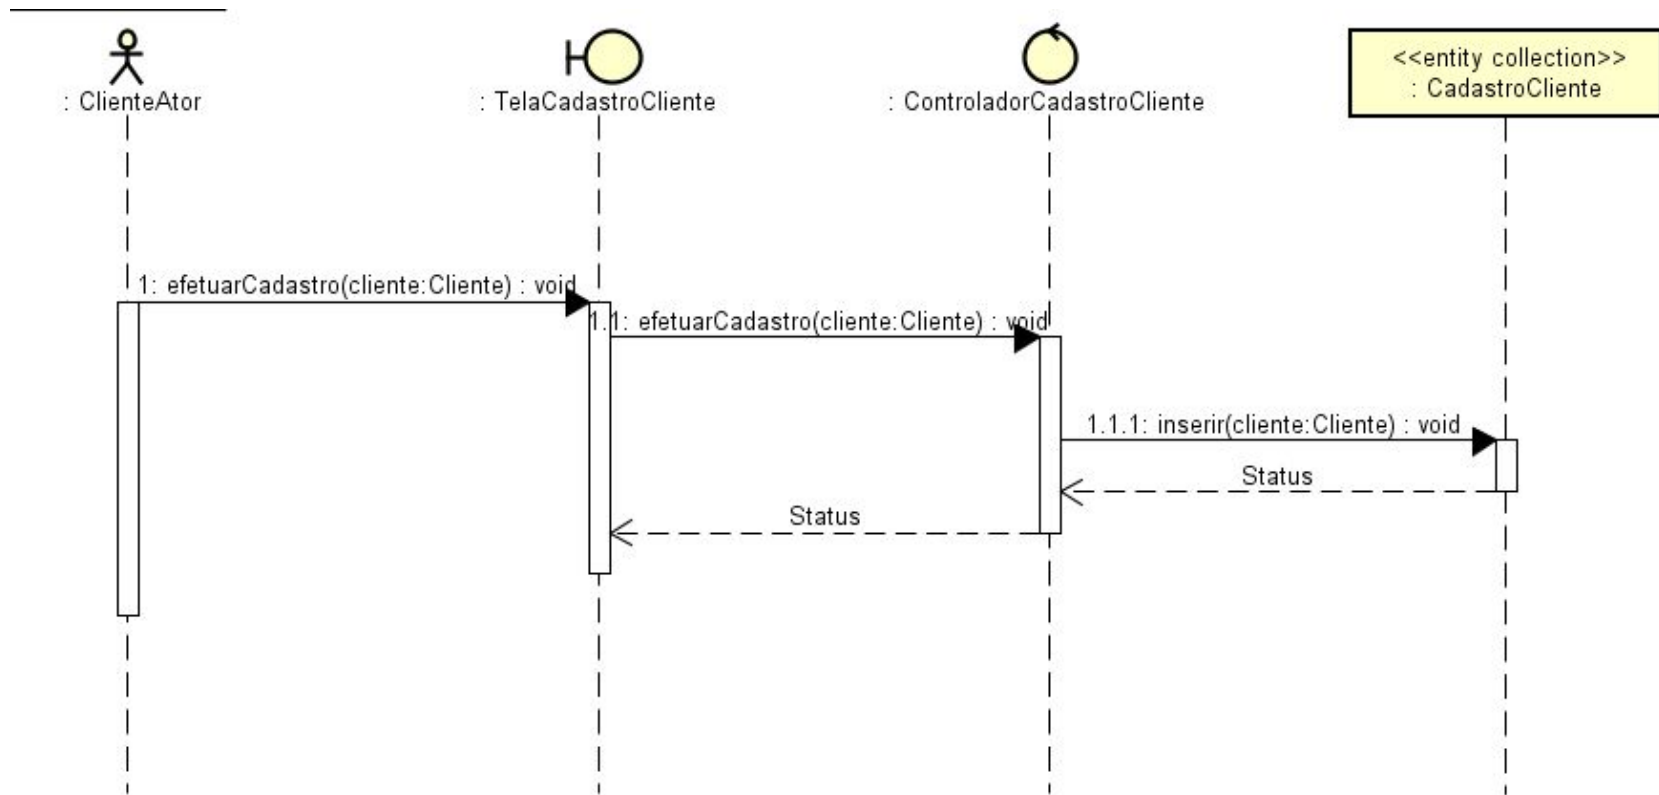 : ClienteAtor
: TelaCadastroCliente
: ControladorCadastroCliente
<<entity collection>>
: CadastroCliente
1: efetuarCadastro(cliente:Cliente) : void
1.1: efetuarCadastro(cliente:Cliente) : void
1.1.1: inserir(cliente:Cliente) : void
Status
Status